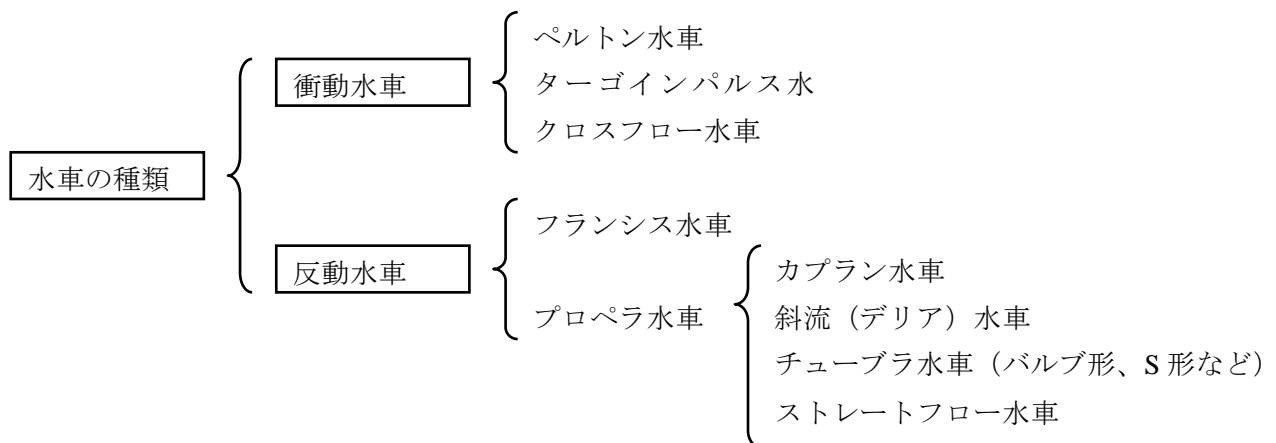 水車の種類
衝動水車
ペルトン水車
ターゴインパルス水
クロスフロー水車
反動水車
フランシス水車
プロペラ水車
カプラン水車
斜流（デリア）水車
チューブラ水車（バルブ形、S 形など）
ストレートフロー水車